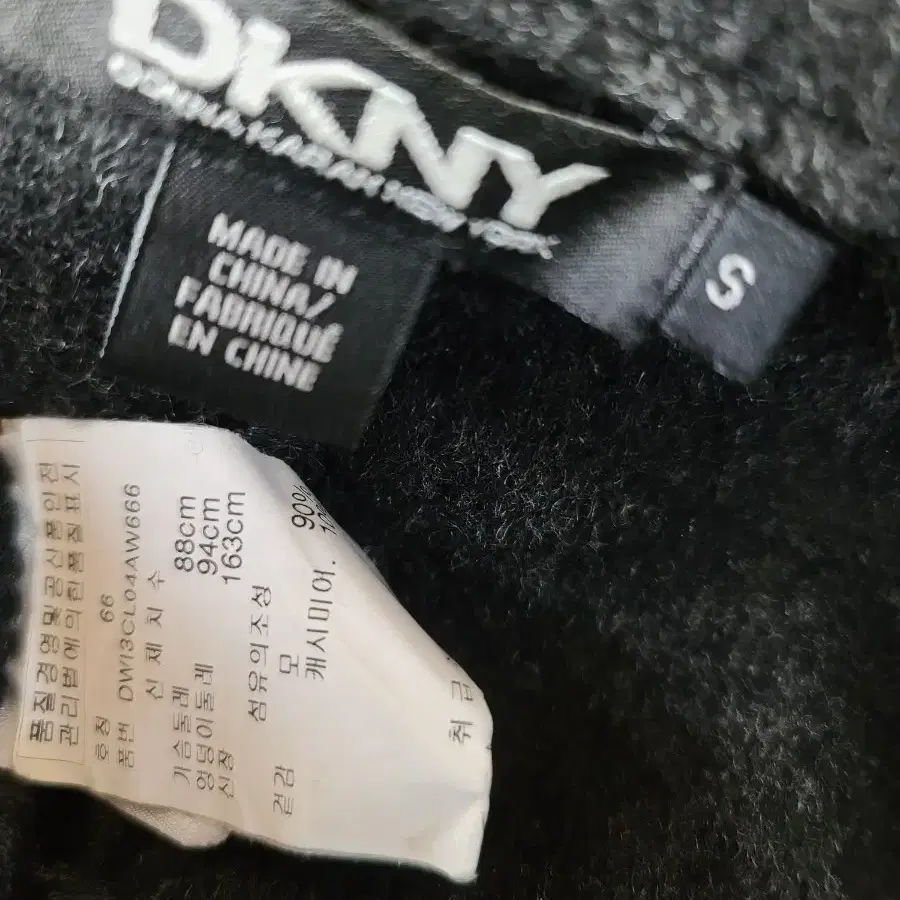 DKNY
DONNA KARAN NEW YORK
S
MADE IN
CHINA/
FABRIQUÉ
EN CHINE
품질경영 및 공산품안전
관리법에 의한 품질표시
호칭 66
품번 DWI3CL04AW666
신체치수
가슴둘레 88cm
엉덩이둘레 94cm
신장 163cm
섬유의조성
겉감 모 90%
캐시미어.
취급